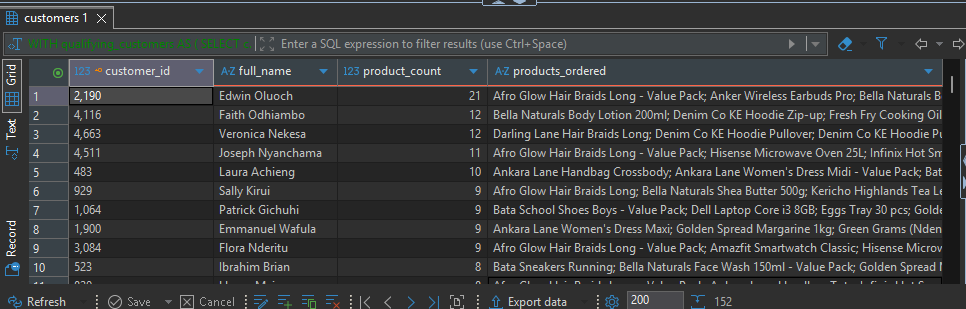 customers 1
WITH qualifying_customers AS ( SELECT c. Enter a SQL expression to filter results (use Ctrl+Space)
Grid
Text
Record
123 customer_id A-Z full_name 123 product_count A-Z products_ordered
1 2,190 Edwin Oluoch 21 Afro Glow Hair Braids Long - Value Pack; Anker Wireless Earbuds Pro; Bella Naturals B
2 4,116 Faith Odhiambo 12 Bella Naturals Body Lotion 200ml; Denim Co KE Hoodie Zip-up; Fresh Fry Cooking Oil
3 4,663 Veronica Nekesa 12 Darling Lane Hair Braids Long; Denim Co KE Hoodie Pullover; Denim Co KE Hoodie P
4 4,511 Joseph Nyanchama 11 Afro Glow Hair Braids Long - Value Pack; Hisense Microwave Oven 25L; Infinix Hot Sm
5 483 Laura Achieng 10 Ankara Lane Handbag Crossbody; Ankara Lane Women's Dress Midi - Value Pack; Bat
6 929 Sally Kirui 9 Afro Glow Hair Braids Long; Bella Naturals Shea Butter 500g; Kericho Highlands Tea Le
7 1,064 Patrick Gichuhi 9 Bata School Shoes Boys - Value Pack; Dell Laptop Core i3 8GB; Eggs Tray 30 pcs; Gold
8 1,900 Emmanuel Wafula 9 Ankara Lane Women's Dress Maxi; Golden Spread Margarine 1kg; Green Grams (Nden
9 3,084 Flora Nderitu 9 Afro Glow Hair Braids Long - Value Pack; Amazfit Smartwatch Classic; Hisense Microw
10 523 Ibrahim Brian 8 Bata Sneakers Running; Bella Naturals Face Wash 150ml - Value Pack; Golden Spread M
Refresh Save Cancel Export data 200 152